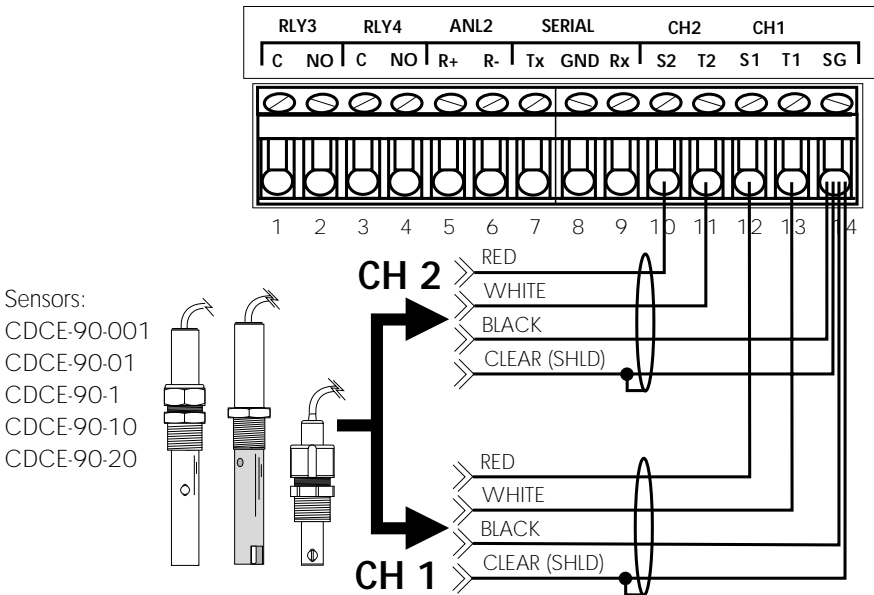 RLY3 RLY4 ANL2 SERIAL CH2 CH1
C NO C NO R+ R- Tx GND Rx S2 T2 S1 T1 SG
1 2 3 4 5 6 7 8 9 10 11 12 13 14
CH 2
RED
WHITE
BLACK
CLEAR (SHLD)
Sensors:
CDCE-90-001
CDCE-90-01
CDCE-90-1
CDCE-90-10
CDCE-90-20
RED
WHITE
BLACK
CLEAR (SHLD)
CH 1